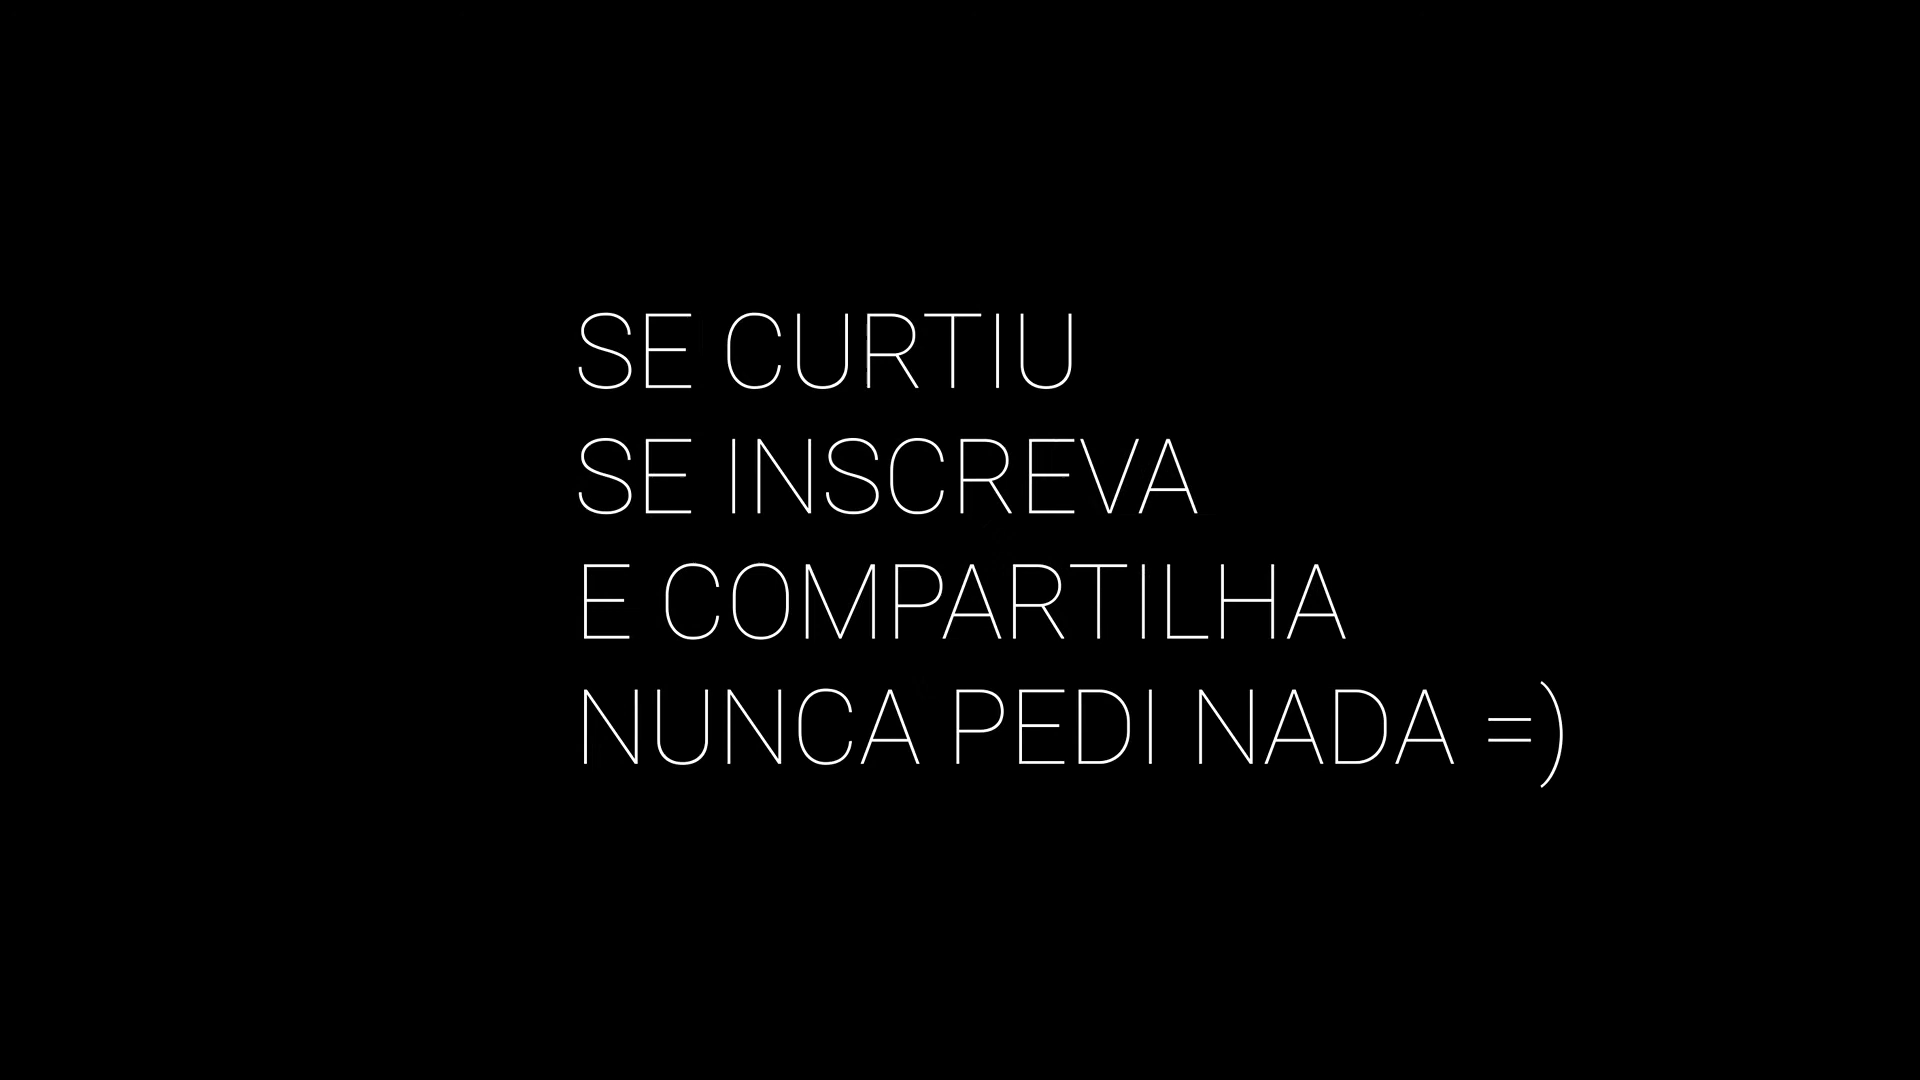 SE CURTIU
SE INSCREVA
E COMPARTILHA
NUNCA PEDI NADA =)